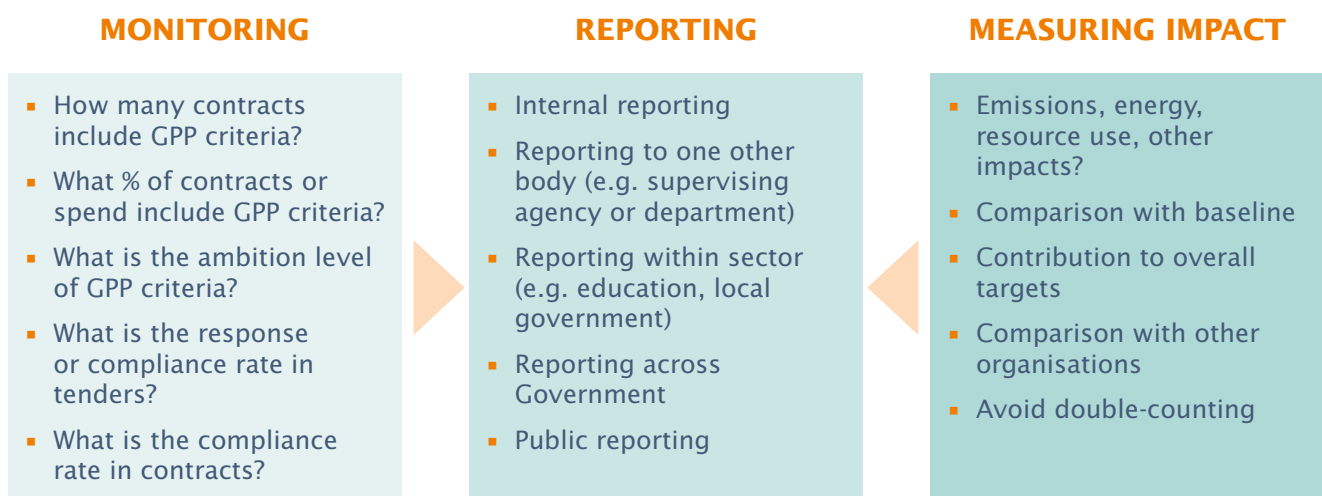 MONITORING
▪ How many contracts
include GPP criteria?
▪ What % of contracts or
spend include GPP criteria?
▪ What is the ambition level
of GPP criteria?
▪ What is the response
or compliance rate in
tenders?
▪ What is the compliance
rate in contracts?
REPORTING
▪ Internal reporting
▪ Reporting to one other
body (e.g. supervising
agency or department)
▪ Reporting within sector
(e.g. education, local
government)
▪ Reporting across
Government
▪ Public reporting
MEASURING IMPACT
▪ Emissions, energy,
resource use, other
impacts?
▪ Comparison with baseline
▪ Contribution to overall
targets
▪ Comparison with other
organisations
▪ Avoid double-counting